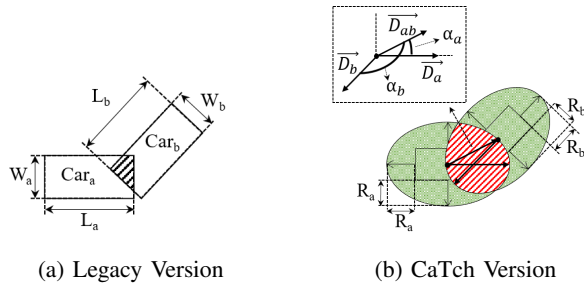 L_b
W_b
Car_b
W_a
Car_a
L_a
(a) Legacy Version
D_ab
α_a
D_b
α_b
D_a
R_b
R_b
R_a
R_a
(b) CaTch Version